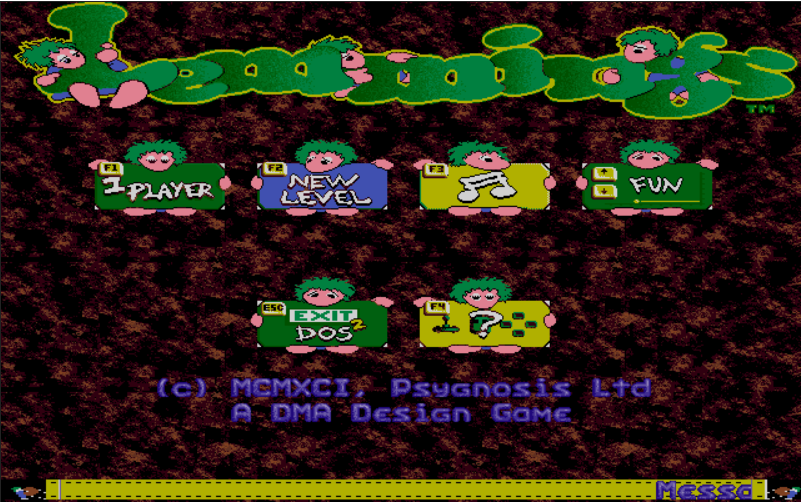 Lemmings
TM
F1
1 PLAYER
F2
NEW
LEVEL
F3
FUN
ESC
EXIT
2
DOS
F4
?
(c) MCMXCI, Psygnosis Ltd
A DMA Design Game
Messa